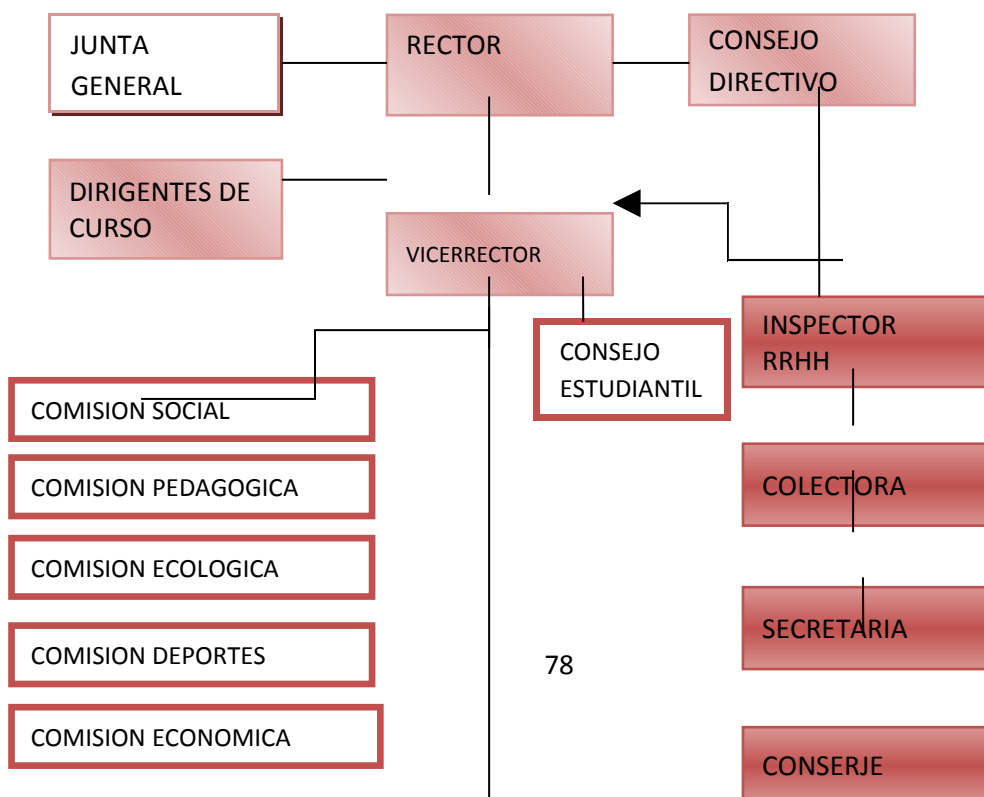 JUNTA
GENERAL
RECTOR
CONSEJO
DIRECTIVO
DIRIGENTES DE
CURSO
VICERRECTOR
CONSEJO
ESTUDIANTIL
INSPECTOR
RRHH
COMISION SOCIAL
COMISION PEDAGOGICA
COLECTORA
COMISION ECOLOGICA
SECRETARIA
COMISION DEPORTES
78
COMISION ECONOMICA
CONSERJE